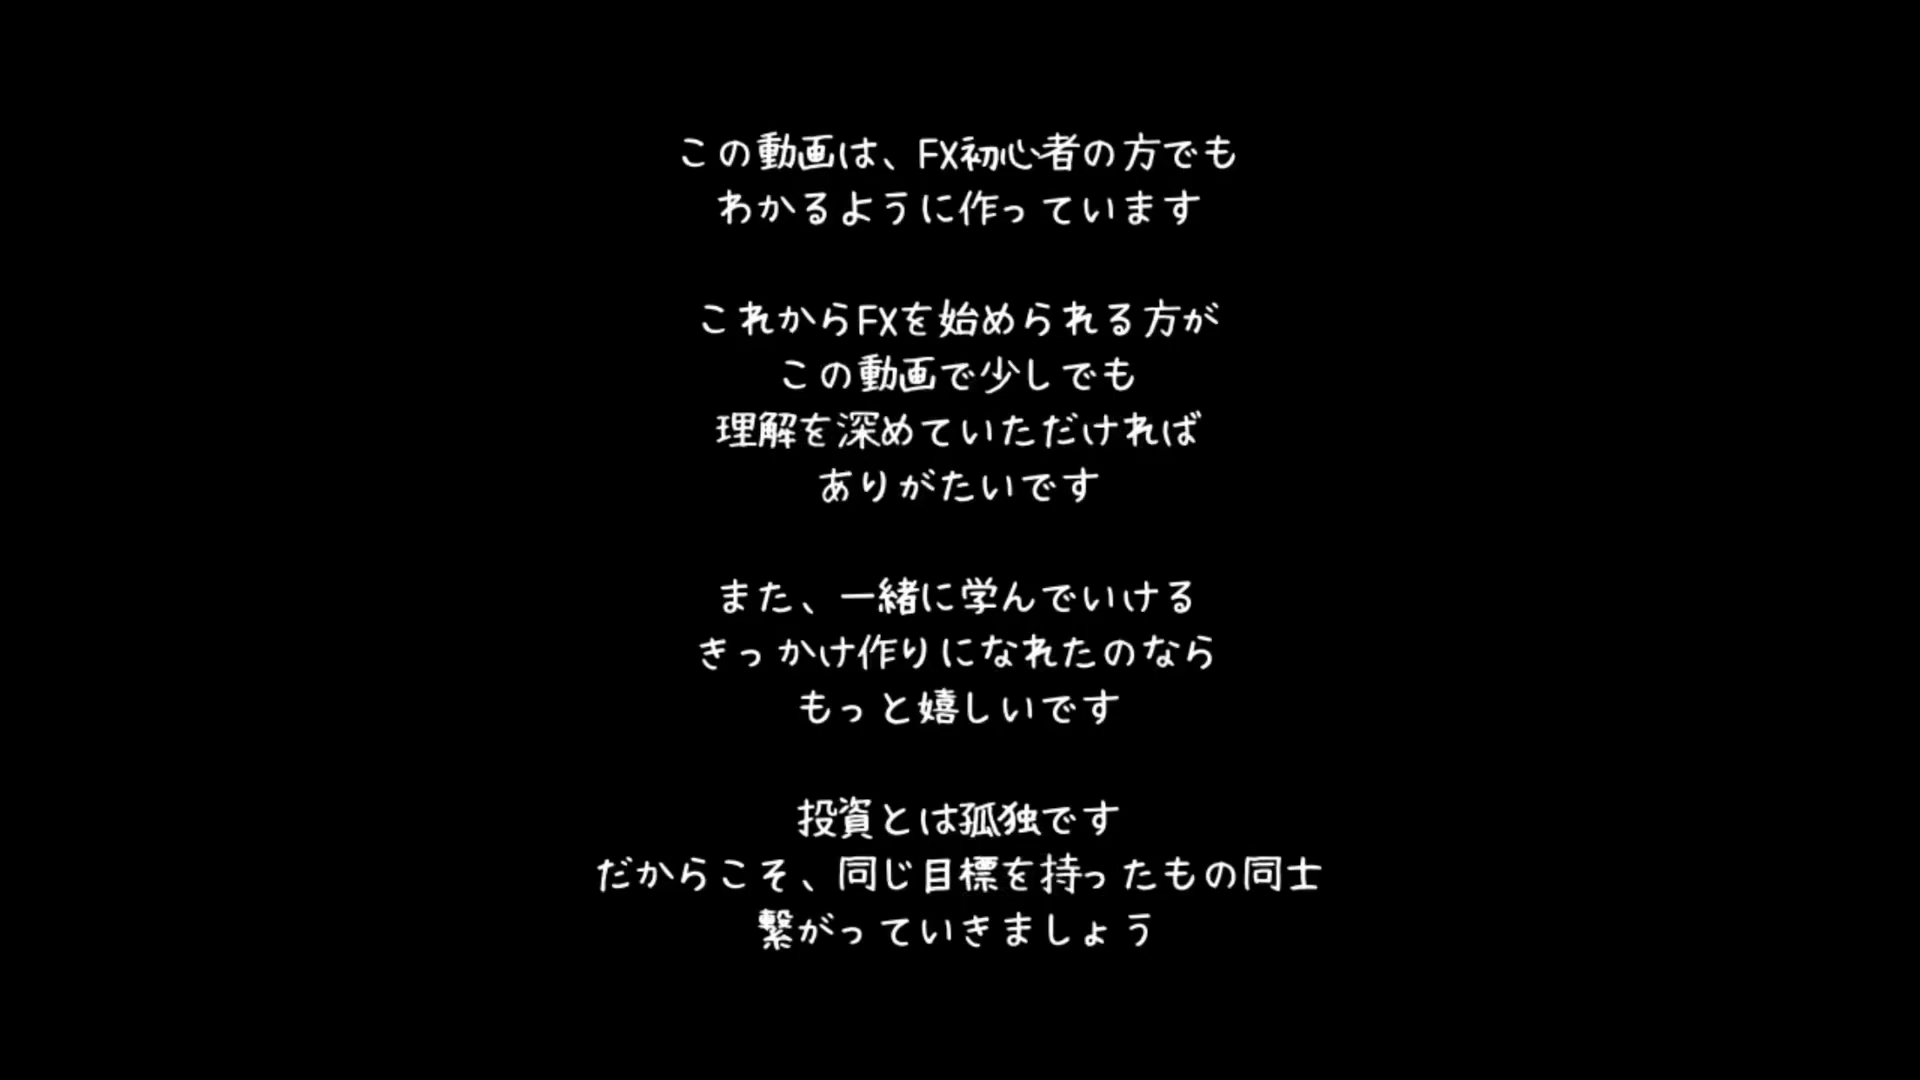 この動画は、FX初心者の方でも
わかるように作っています
これからFXを始められる方が
この動画で少しでも
理解を深めていただければ
ありがたいです
また、一緒に学んでいける
きっかけ作りになれたのなら
もっと嬉しいです
投資とは孤独です
だからこそ、同じ目標を持ったもの同士
繋がっていきましょう